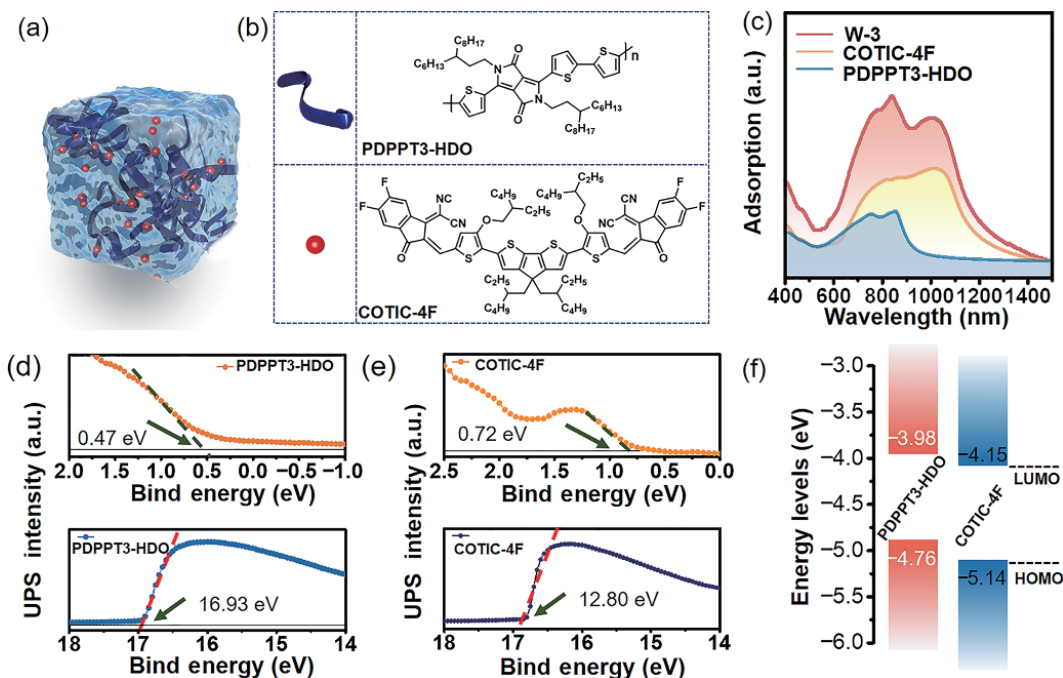 (a)
(b)
C8H17
C6H13
O
N
S
S
n
S
N
O
C6H13
C8H17
PDPPT3-HDO
F
F
NC
CN
O
C4H9
C2H5
O
S
S
S
C4H9
C2H5
O
S
NC
CN
O
F
F
C2H5
C4H9
C2H5
C4H9
COTIC-4F
(c)
W-3
COTIC-4F
PDPPT3-HDO
Adsorption (a.u.)
400 600 800 1000 1400
Wavelength (nm)
(d)
PDPPT3-HDO
0.47 eV
2.0 1.5 1.0 0.5 0.0 -0.5 -1.0
Bind energy (eV)
UPS intensity (a.u.)
PDPPT3-HDO
16.93 eV
18 17 16 15 14
Bind energy (eV)
(e)
COTIC-4F
0.72 eV
2.5 2.0 1.5 1.0 0.5 0.0
Bind energy (eV)
UPS intensity (a.u.)
COTIC-4F
12.80 eV
18 17 16 15 14
Bind energy (eV)
(f)
Energy levels (eV)
−3.0
−3.5
−4.0
−4.5
−5.0
−5.5
−6.0
−3.98
PDPPT3-HDO
−4.76
−4.15
COTIC-4F
−5.14
LUMO
HOMO